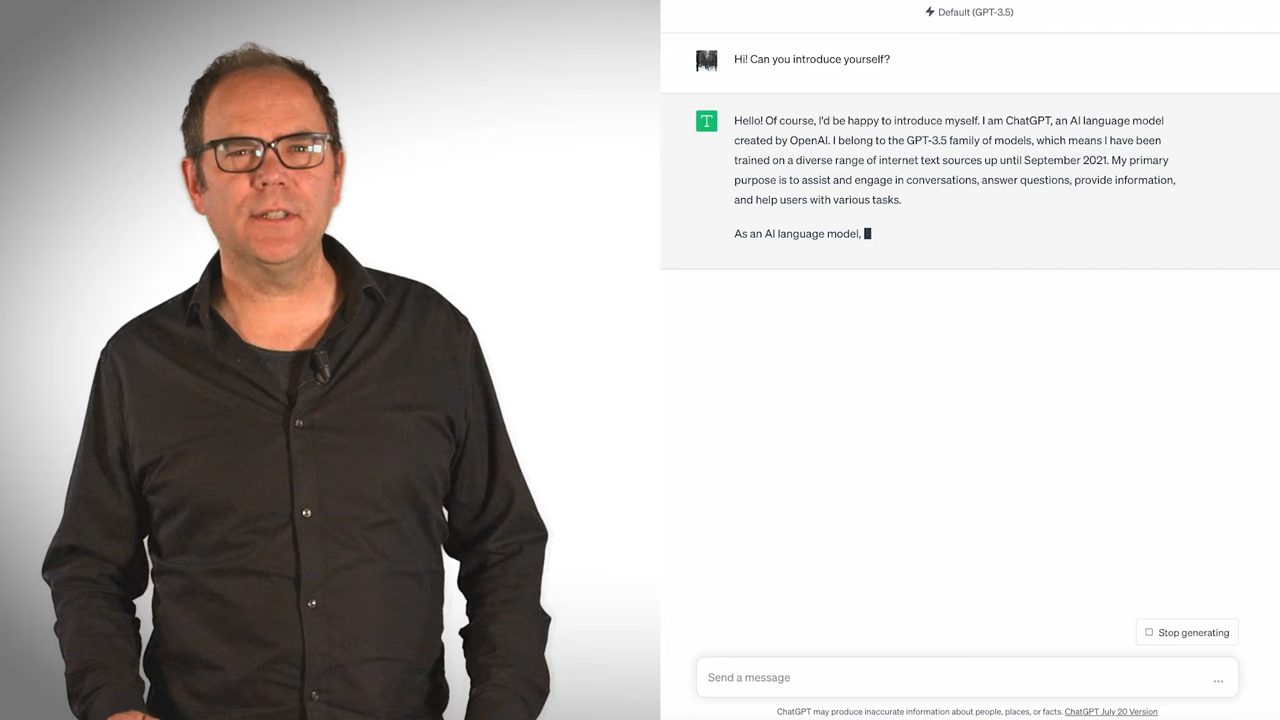 Default (GPT-3.5)
Hi! Can you introduce yourself?
T
Hello! Of course, I'd be happy to introduce myself. I am ChatGPT, an AI language model
created by OpenAI. I belong to the GPT-3.5 family of models, which means I have been
trained on a diverse range of internet text sources up until September 2021. My primary
purpose is to assist and engage in conversations, answer questions, provide information,
and help users with various tasks.
As an AI language model,
Stop generating
Send a message
...
ChatGPT may produce inaccurate information about people, places, or facts. ChatGPT July 20 Version